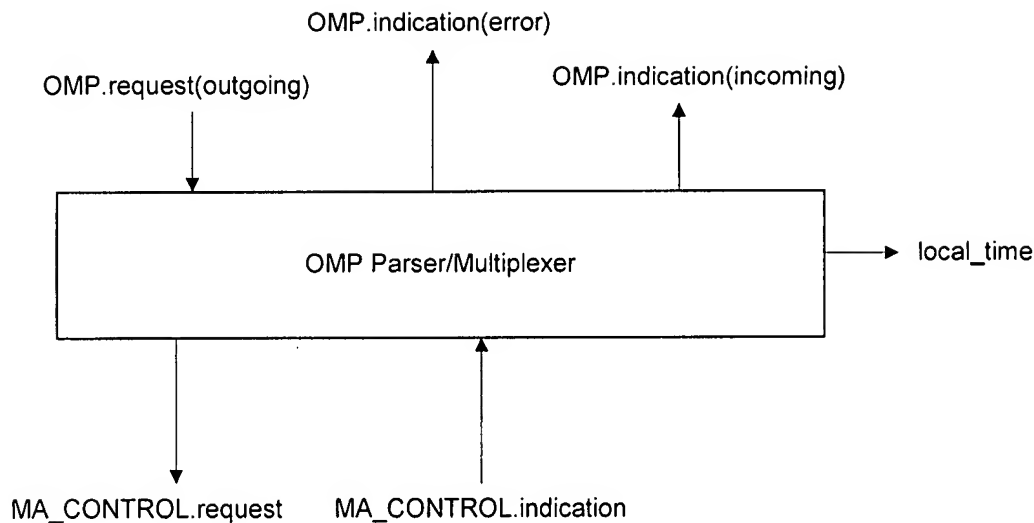 OMP.indication(error)
OMP.request(outgoing)
OMP.indication(incoming)
OMP Parser/Multiplexer
local_time
MA_CONTROL.request
MA_CONTROL.indication